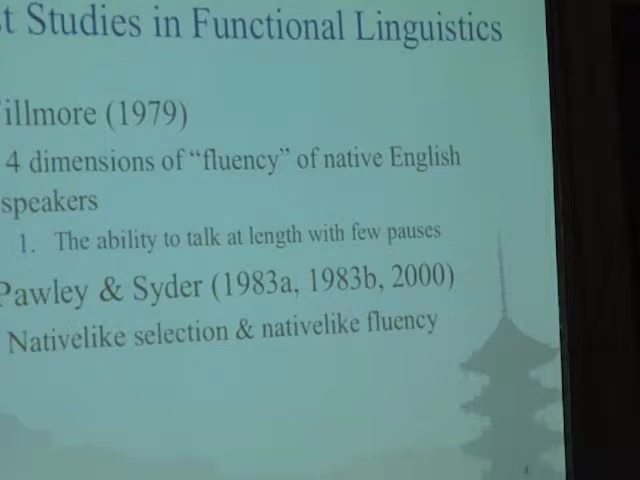 st Studies in Functional Linguistics
illmore (1979)
4 dimensions of “fluency” of native English
speakers
1. The ability to talk at length with few pauses
Pawley & Syder (1983a, 1983b, 2000)
Nativelike selection & nativelike fluency